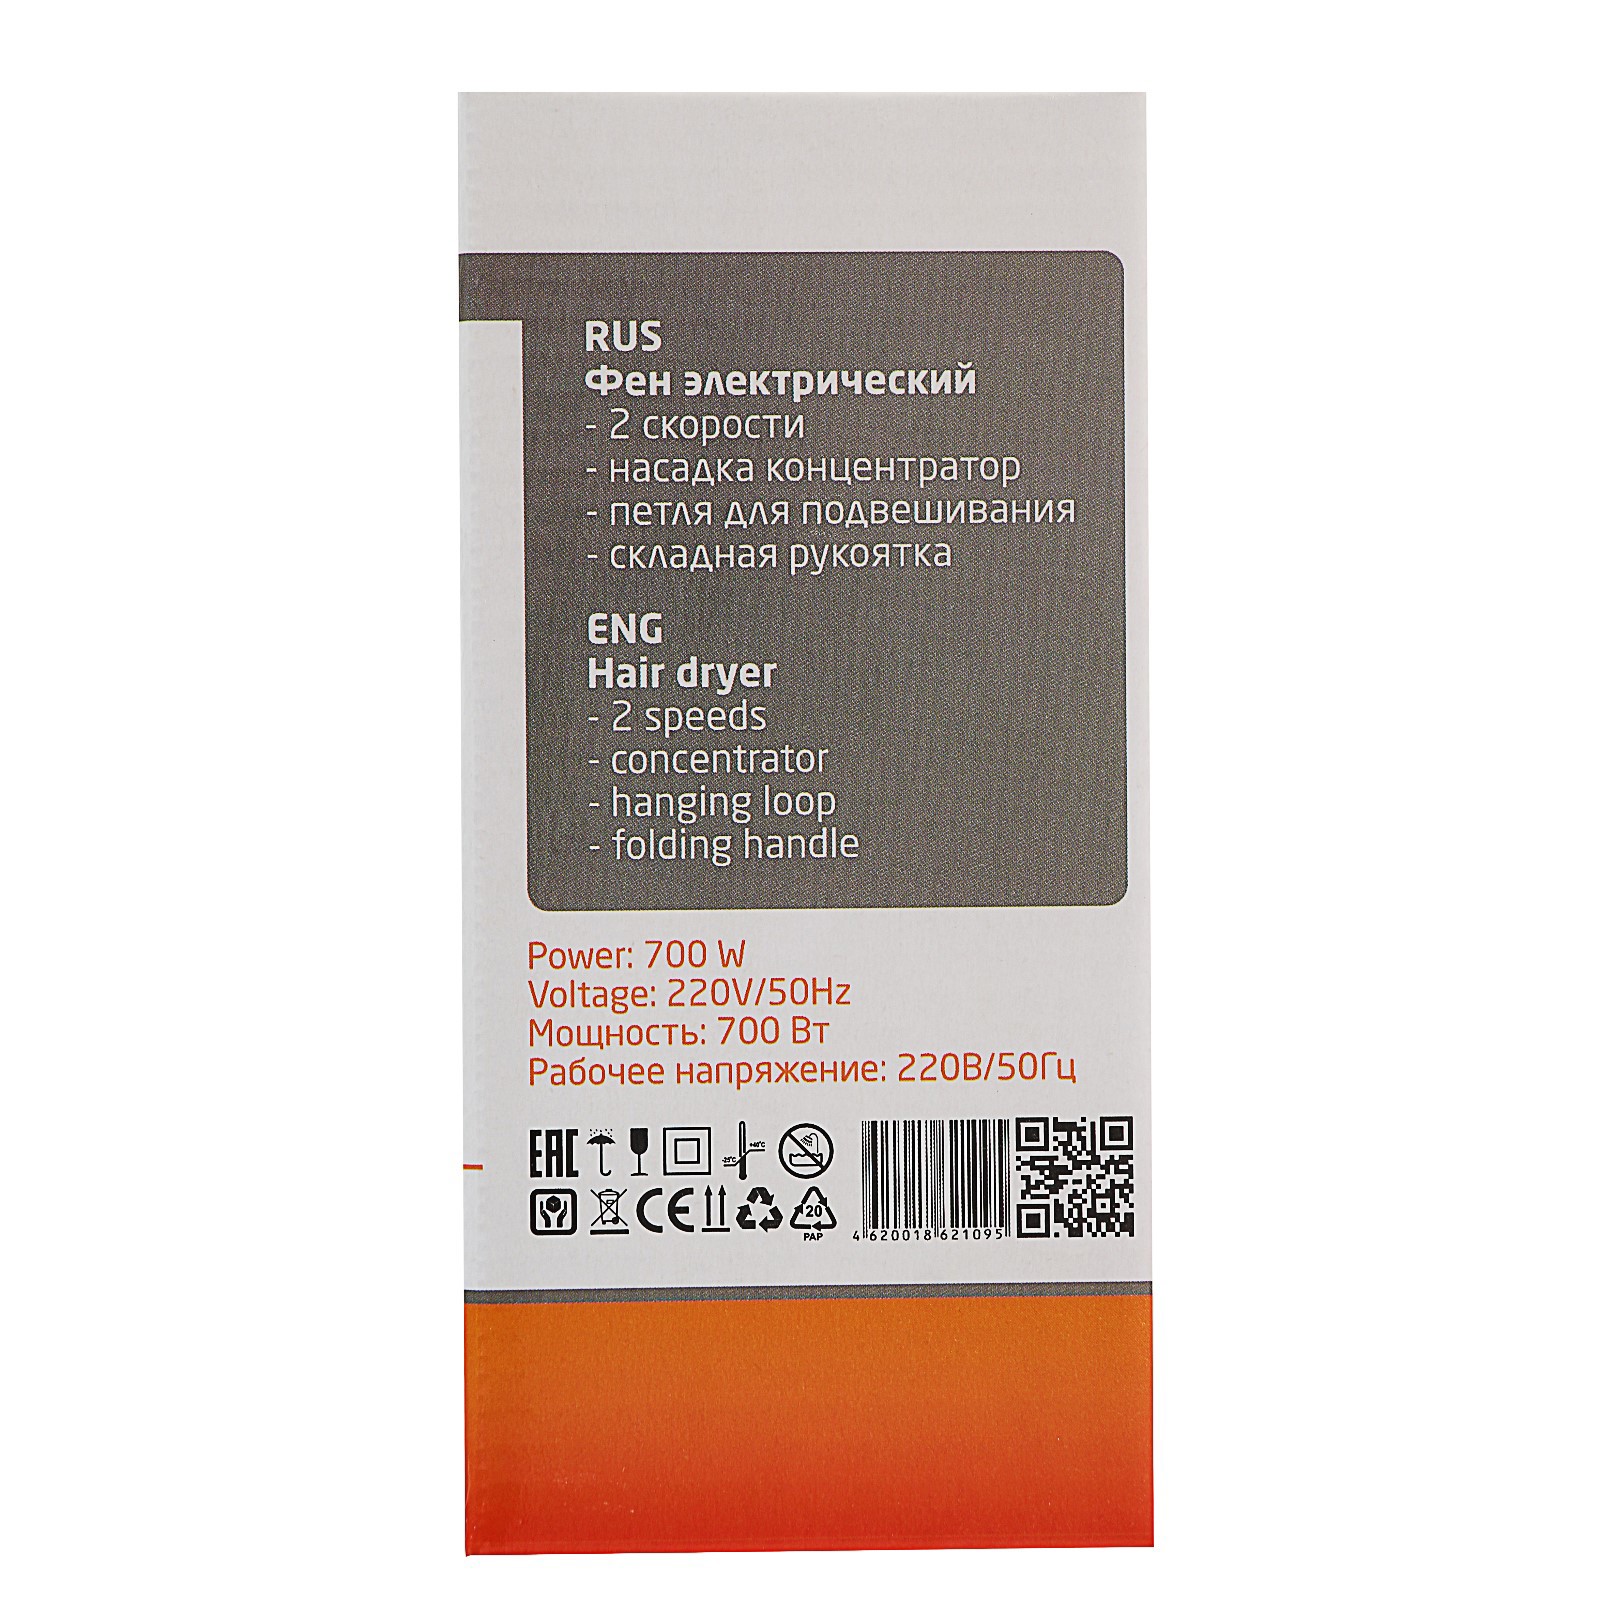 RUS
Фен электрический
- 2 скорости
- насадка концентратор
- петля для подвешивания
- складная рукоятка
ENG
Hair dryer
- 2 speeds
- concentrator
- hanging loop
- folding handle
Power: 700 W
Voltage: 220V/50Hz
Мощность: 700 Вт
Рабочее напряжение: 220В/50Гц
EAC
-25°C +40°C
CE
20
PAP
4 620018 621095